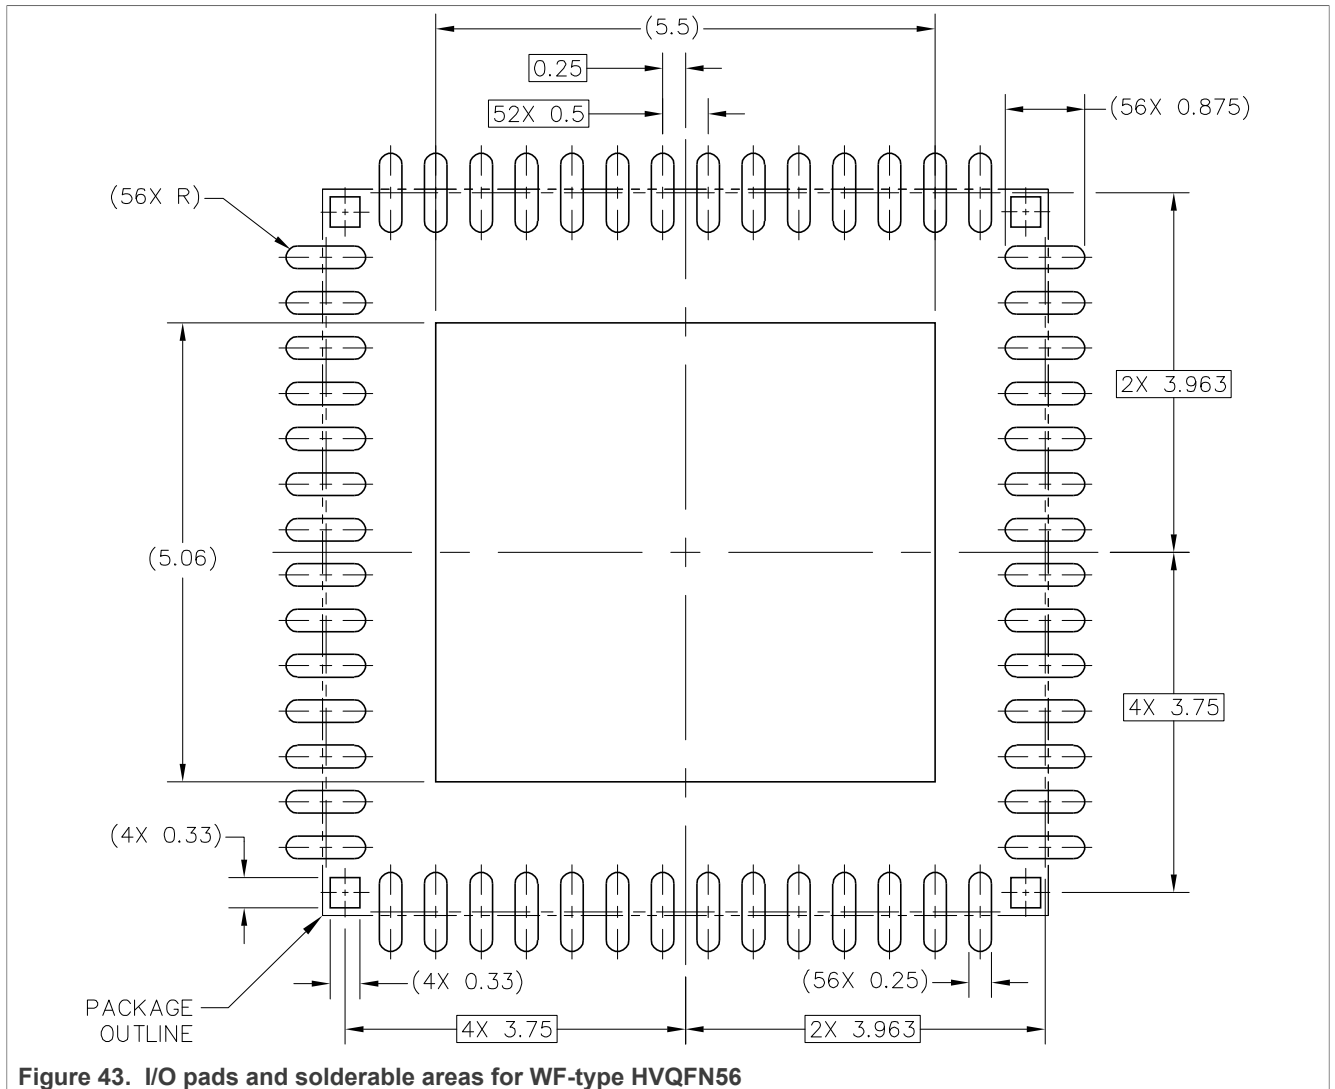 (5.5)
0.25
52X 0.5
(56X 0.875)
(56X R)
2X 3.963
(5.06)
4X 3.75
(4X 0.33)
(4X 0.33)
(56X 0.25)
PACKAGE
OUTLINE
4X 3.75
2X 3.963
Figure 43. I/O pads and solderable areas for WF-type HVQFN56